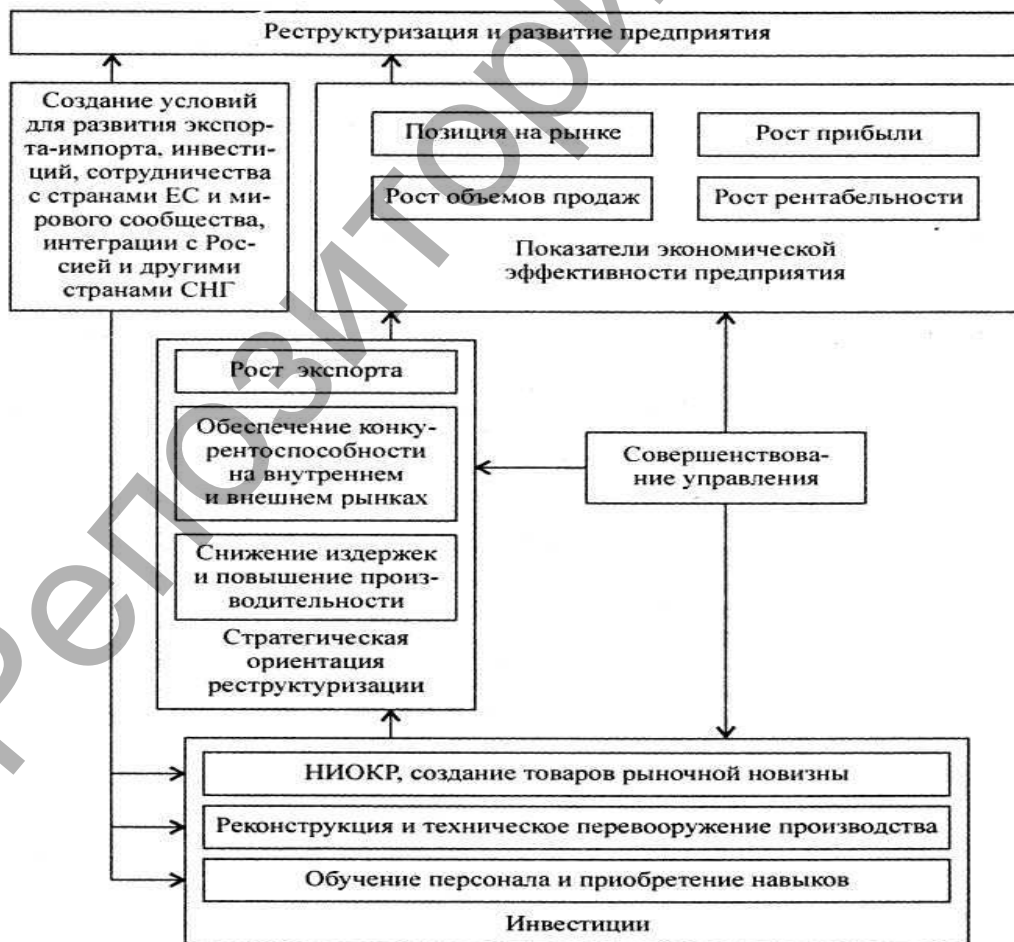 Реструктуризация и развитие предприятия
Создание условий
для развития экспор-
та-импорта, инвести-
ций, сотрудничества
с странами ЕС и ми-
рового сообщества,
интеграции с Рос-
сией и другими
странами СНГ
Позиция на рынке
Рост прибыли
Рост объемов продаж
Рост рентабельности
Показатели экономической
эффективности предприятия
Рост экспорта
Обеспечение конку-
рентоспособности
на внутреннем
и внешнем рынках
Снижение издержек
и повышение произ-
водительности
Стратегическая
ориентация
реструктуризации
Совершенствова-
ние управления
НИОКР, создание товаров рыночной новизны
Реконструкция и техническое перевооружение производства
Обучение персонала и приобретение навыков
Инвестиции
Репозитори